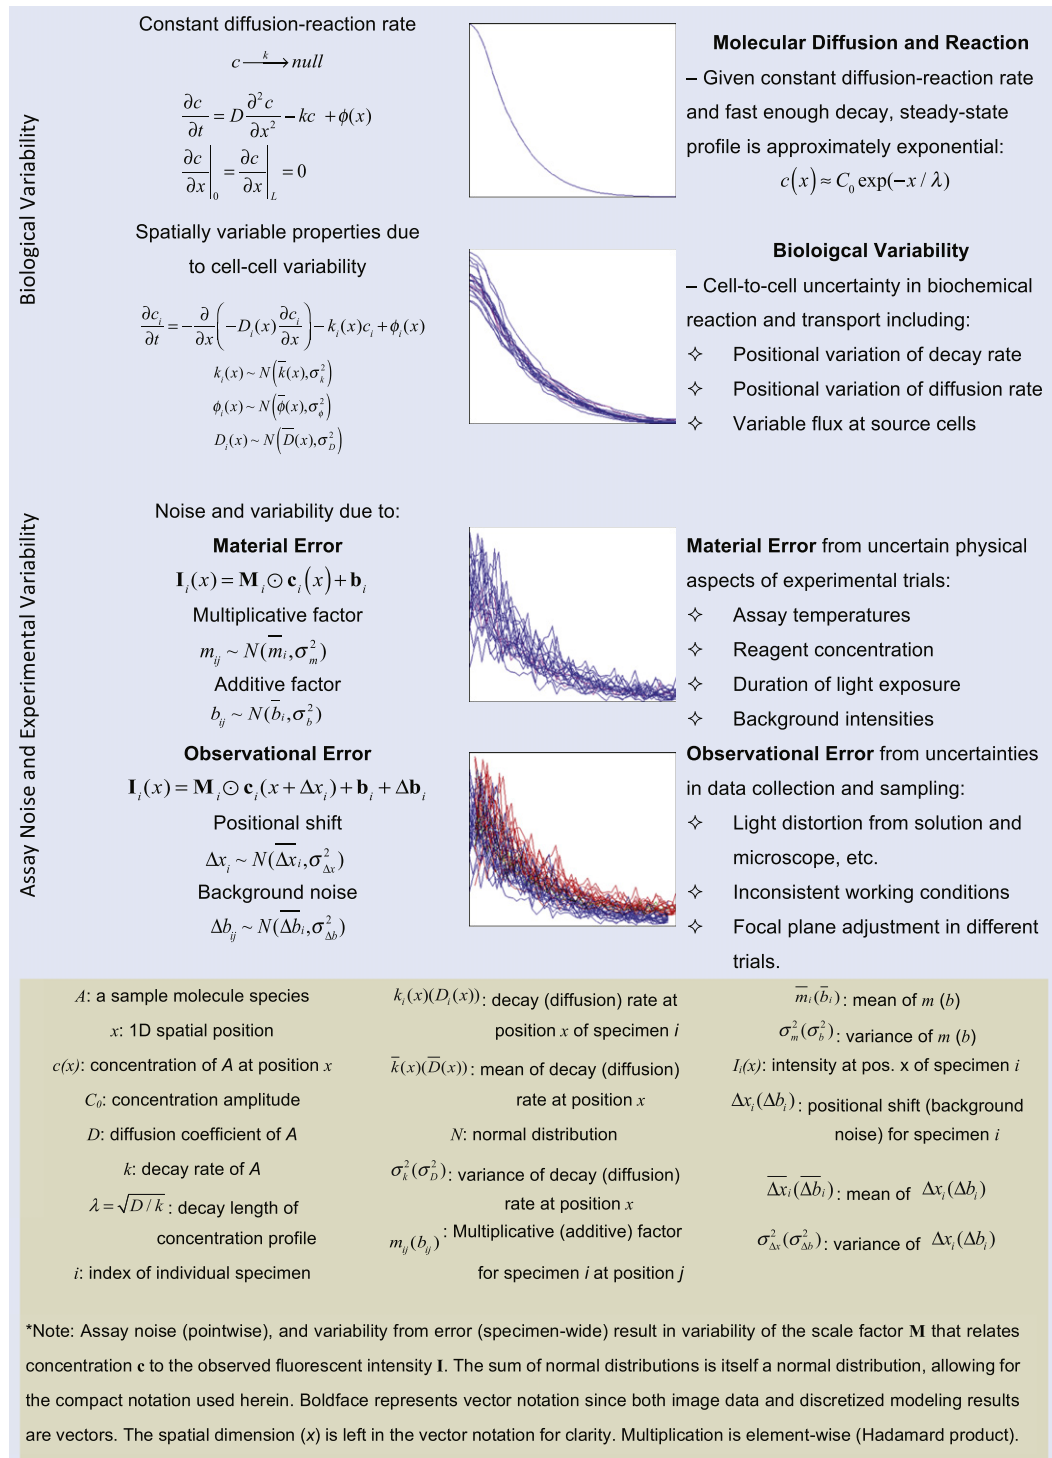 Biological Variability
Constant diffusion-reaction rate
c —k→ null
∂c/∂t = D ∂²c/∂x² − kc + ϕ(x)
∂c/∂x|₀ = ∂c/∂x|_L = 0
Molecular Diffusion and Reaction
– Given constant diffusion-reaction rate
and fast enough decay, steady-state
profile is approximately exponential:
c(x) ≈ C₀ exp(−x / λ)
Spatially variable properties due
to cell-cell variability
∂cᵢ/∂t = −∂/∂x(−Dᵢ(x) ∂cᵢ/∂x) − kᵢ(x)cᵢ + ϕᵢ(x)
kᵢ(x) ~ N(k̅(x),σ²_k)
ϕᵢ(x) ~ N(ϕ̅(x),σ²_ϕ)
Dᵢ(x) ~ N(D̅(x),σ²_D)
Bioloigcal Variability
– Cell-to-cell uncertainty in biochemical
reaction and transport including:
✧ Positional variation of decay rate
✧ Positional variation of diffusion rate
✧ Variable flux at source cells
Assay Noise and Experimental Variability
Noise and variability due to:
Material Error
Iᵢ(x) = Mᵢ ⊙ cᵢ(x) + bᵢ
Multiplicative factor
m_ij ~ N(m̅ᵢ,σ²_m)
Additive factor
b_ij ~ N(b̅ᵢ,σ²_b)
Material Error from uncertain physical
aspects of experimental trials:
✧ Assay temperatures
✧ Reagent concentration
✧ Duration of light exposure
✧ Background intensities
Observational Error
Iᵢ(x) = Mᵢ ⊙ cᵢ(x + Δxᵢ) + bᵢ + Δbᵢ
Positional shift
Δxᵢ ~ N(Δx̅ᵢ,σ²_Δx)
Background noise
Δb_ij ~ N(Δb̅ᵢ,σ²_Δb)
Observational Error from uncertainties
in data collection and sampling:
✧ Light distortion from solution and
microscope, etc.
✧ Inconsistent working conditions
✧ Focal plane adjustment in different
trials.
A: a sample molecule species
x: 1D spatial position
c(x): concentration of A at position x
C₀: concentration amplitude
D: diffusion coefficient of A
k: decay rate of A
λ = √(D / k): decay length of
concentration profile
i: index of individual specimen
kᵢ(x)(Dᵢ(x)): decay (diffusion) rate at
position x of specimen i
k̅(x)(D̅(x)): mean of decay (diffusion)
rate at position x
N: normal distribution
σ²_k(σ²_D): variance of decay (diffusion)
rate at position x
m_ij(b_ij): Multiplicative (additive) factor
for specimen i at position j
m̅ᵢ(b̅ᵢ): mean of m (b)
σ²_m(σ²_b): variance of m (b)
Iᵢ(x): intensity at pos. x of specimen i
Δxᵢ(Δbᵢ): positional shift (background
noise) for specimen i
Δx̅ᵢ(Δb̅ᵢ): mean of Δxᵢ(Δbᵢ)
σ²_Δx(σ²_Δb): variance of Δxᵢ(Δbᵢ)
*Note: Assay noise (pointwise), and variability from error (specimen-wide) result in variability of the scale factor M that relates
concentration c to the observed fluorescent intensity I. The sum of normal distributions is itself a normal distribution, allowing for
the compact notation used herein. Boldface represents vector notation since both image data and discretized modeling results
are vectors. The spatial dimension (x) is left in the vector notation for clarity. Multiplication is element-wise (Hadamard product).